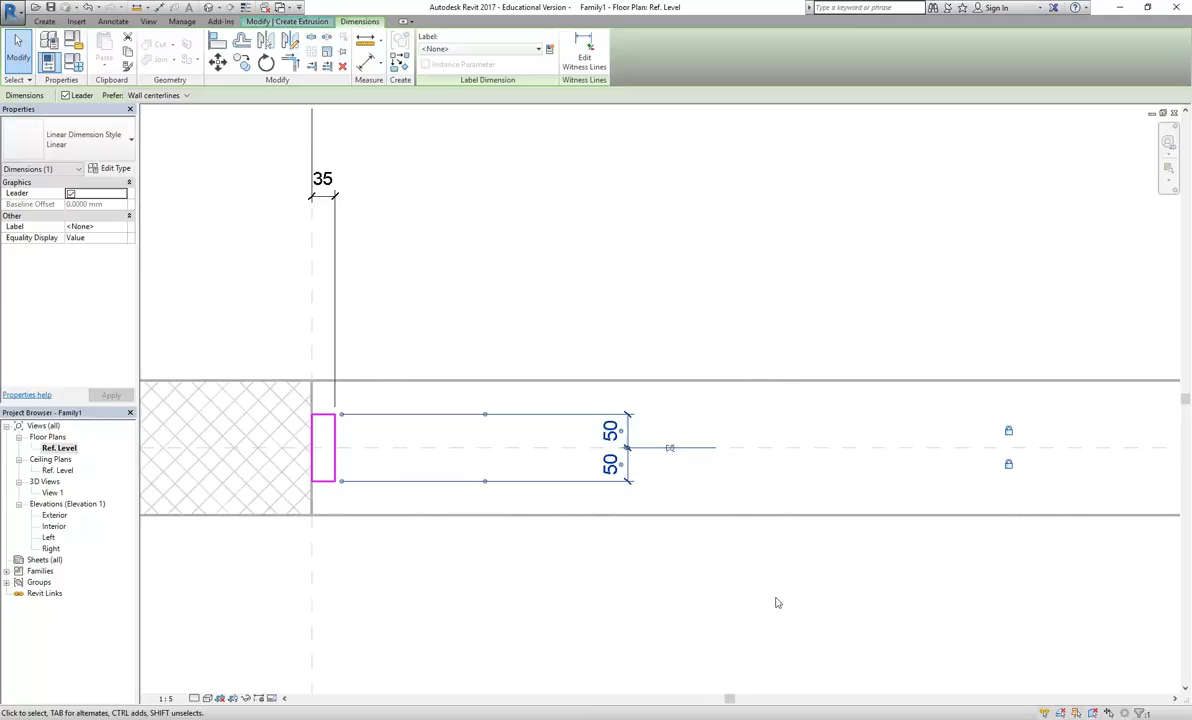 Autodesk Revit 2017 - Educational Version - Family1 - Floor Plan: Ref. Level
Type a keyword or phrase
Sign In
Create Insert Annotate View Manage Add-Ins Modify | Create Extrusion Dimensions
Modify
Paste
Cut
Join
Label:
<None>
Instance Parameter
Edit
Witness Lines
Create
Select Properties Clipboard Geometry Modify Measure Create Label Dimension Witness Lines
Dimensions Leader Prefer: Wall centerlines
Properties
Linear Dimension Style
Linear
Dimensions (1) Edit Type
Graphics
Leader
Baseline Offset 0.0000 mm
Other
Label <None>
Equality Display Value
Properties help Apply
Project Browser - Family1
Views (all)
Floor Plans
Ref. Level
Ceiling Plans
Ref. Level
3D Views
View 1
Elevations (Elevation 1)
Exterior
Interior
Left
Right
Sheets (all)
Families
Groups
Revit Links
35
50
50
EQ
1 : 5
Click to select, TAB for alternates, CTRL adds, SHIFT unselects.
:1